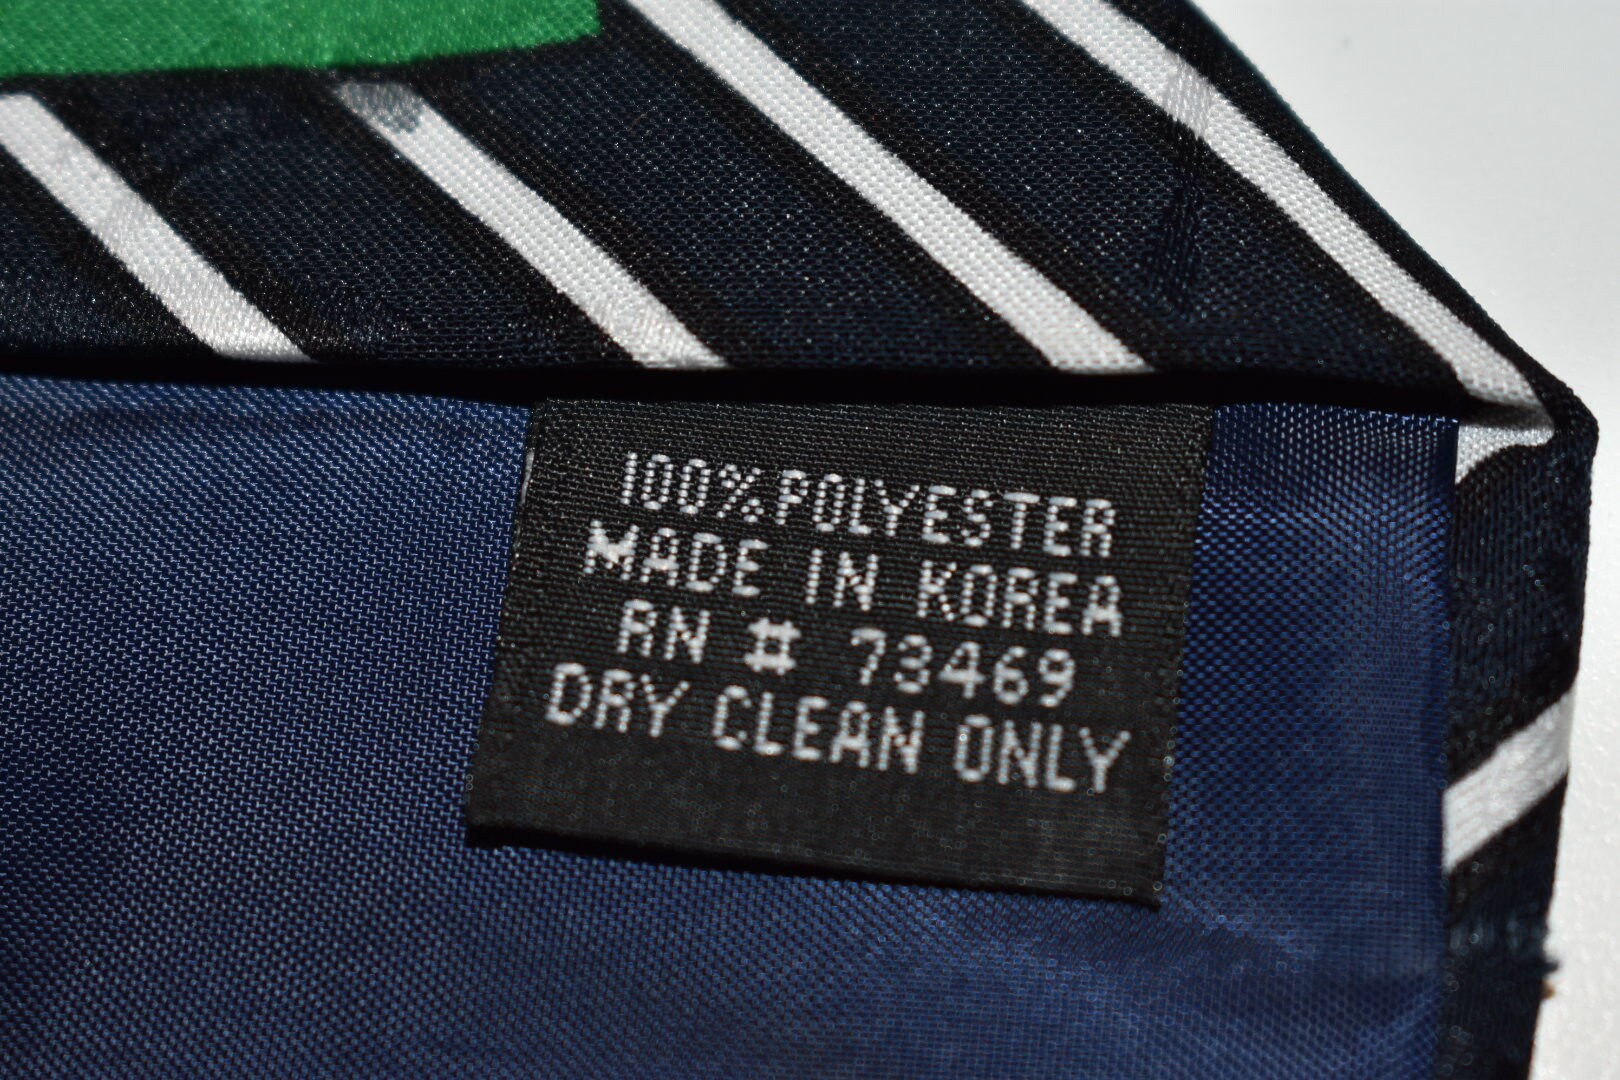 100% POLYESTER
MADE IN KOREA
RN # 73469
DRY CLEAN ONLY